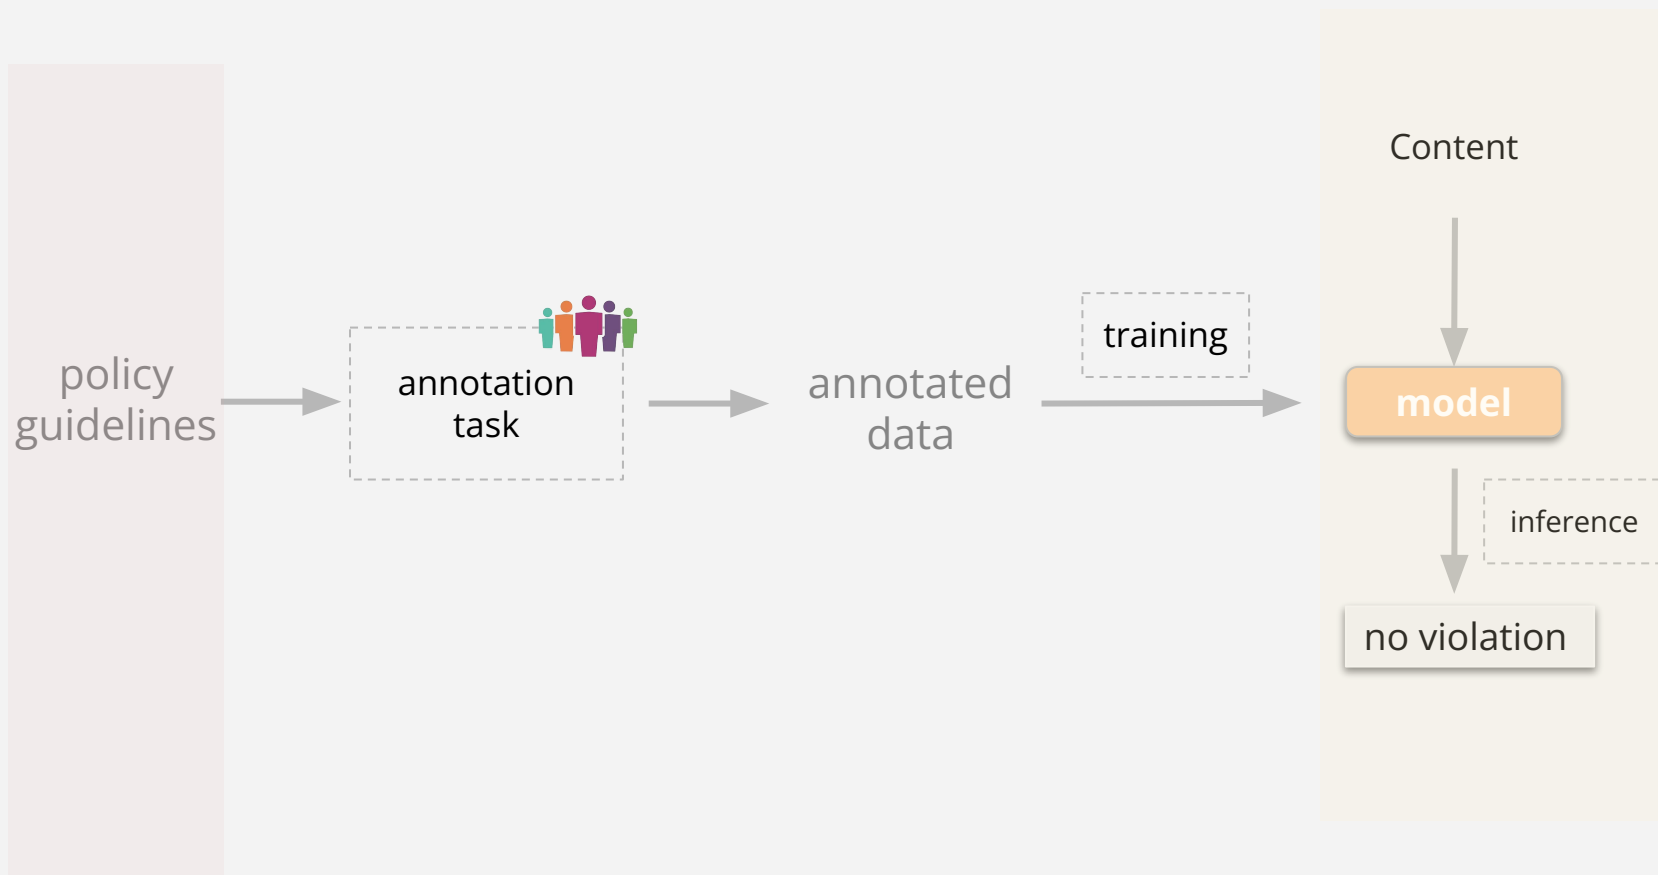 policy
guidelines
annotation
task
annotated
data
training
Content
model
inference
no violation